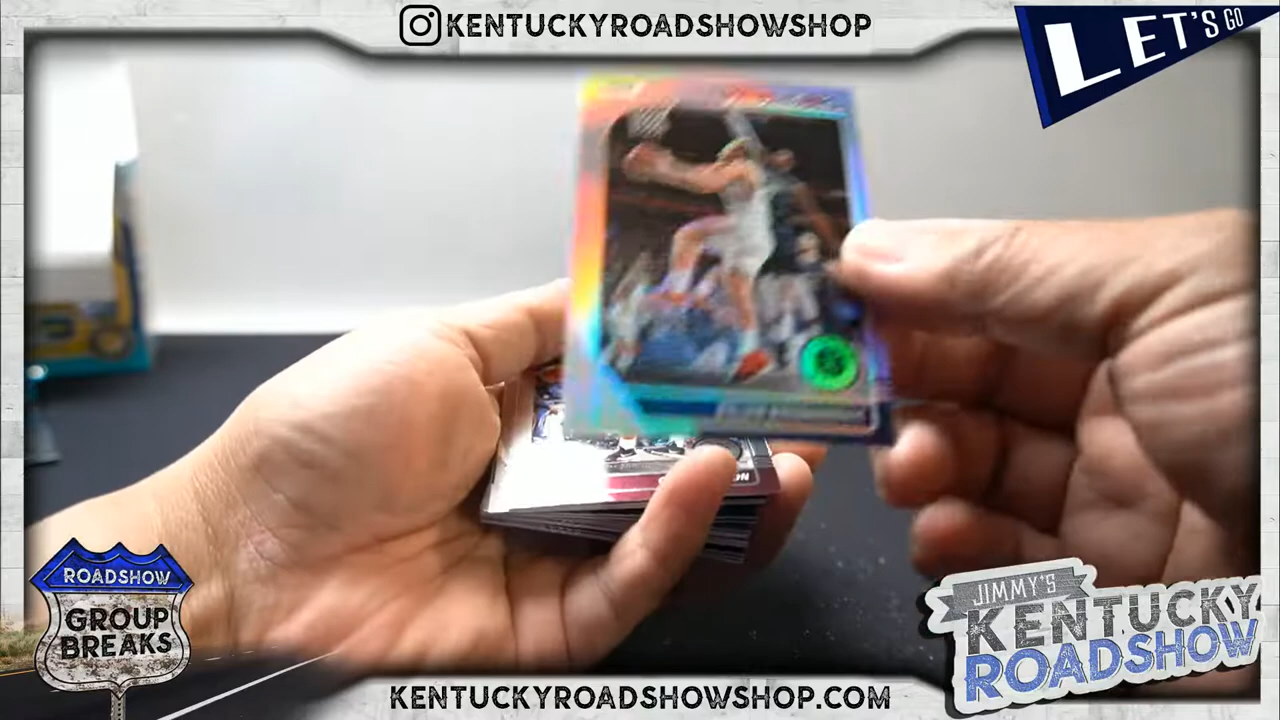 KENTUCKYROADSHOWSHOP
LET'S GO
ROADSHOW
GROUP
BREAKS
JIMMY'S
KENTUCKY
ROADSHOW
KENTUCKYROADSHOWSHOP.COM